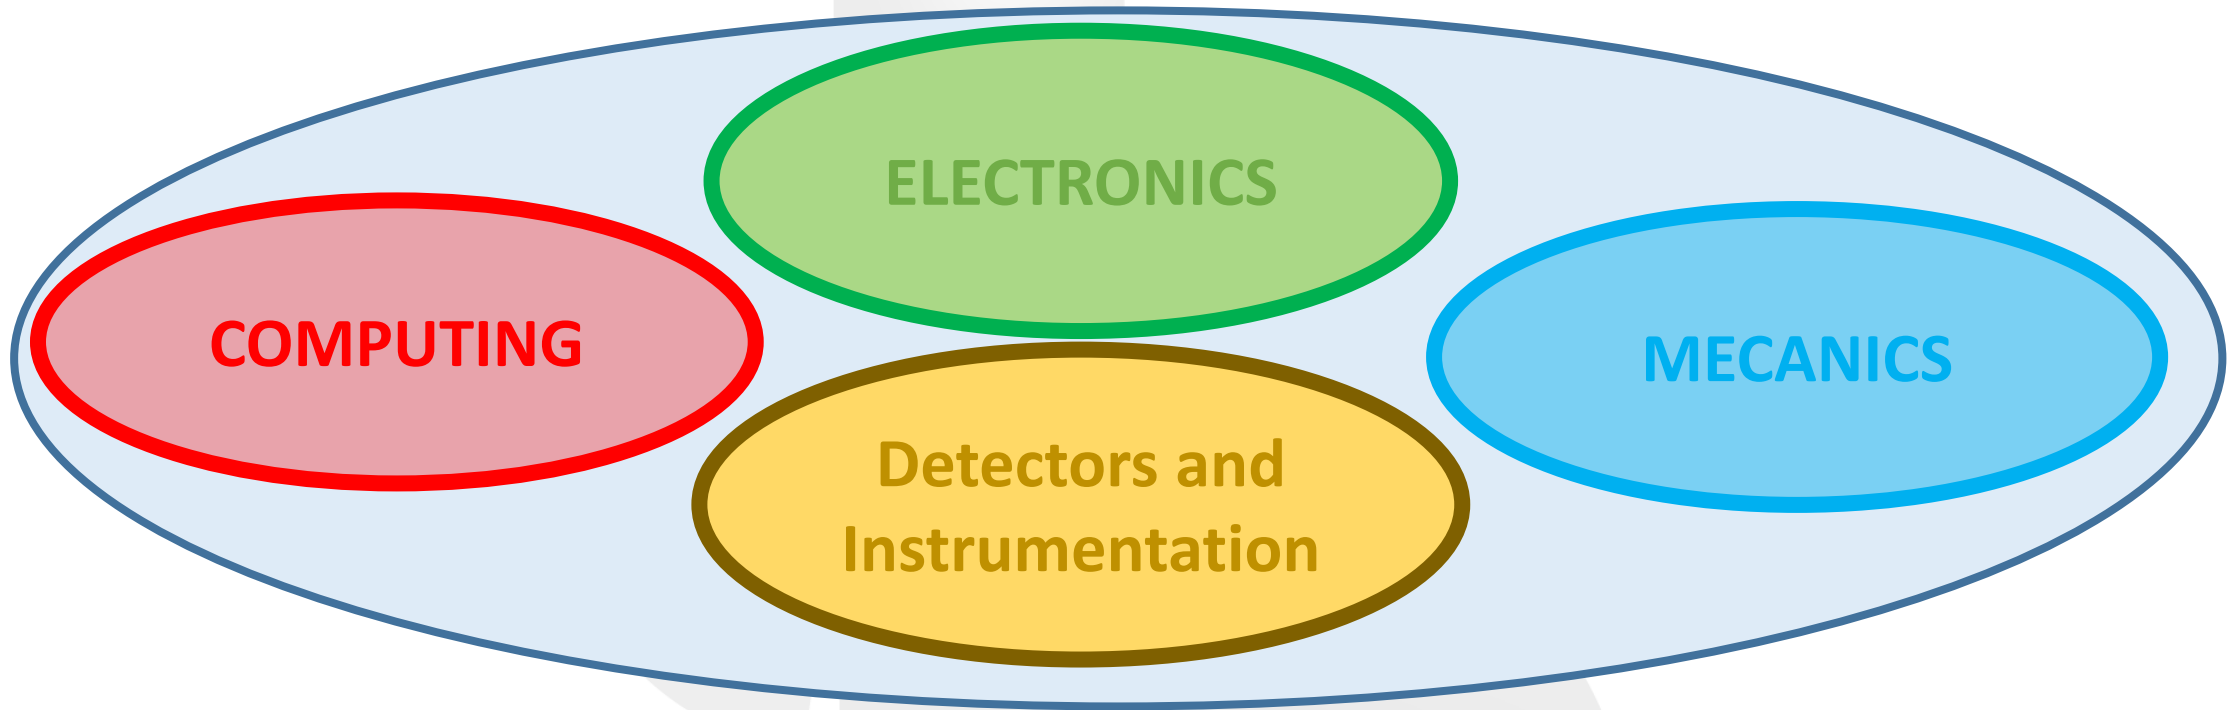 ELECTRONICS
COMPUTING
MECANICS
Detectors and
Instrumentation